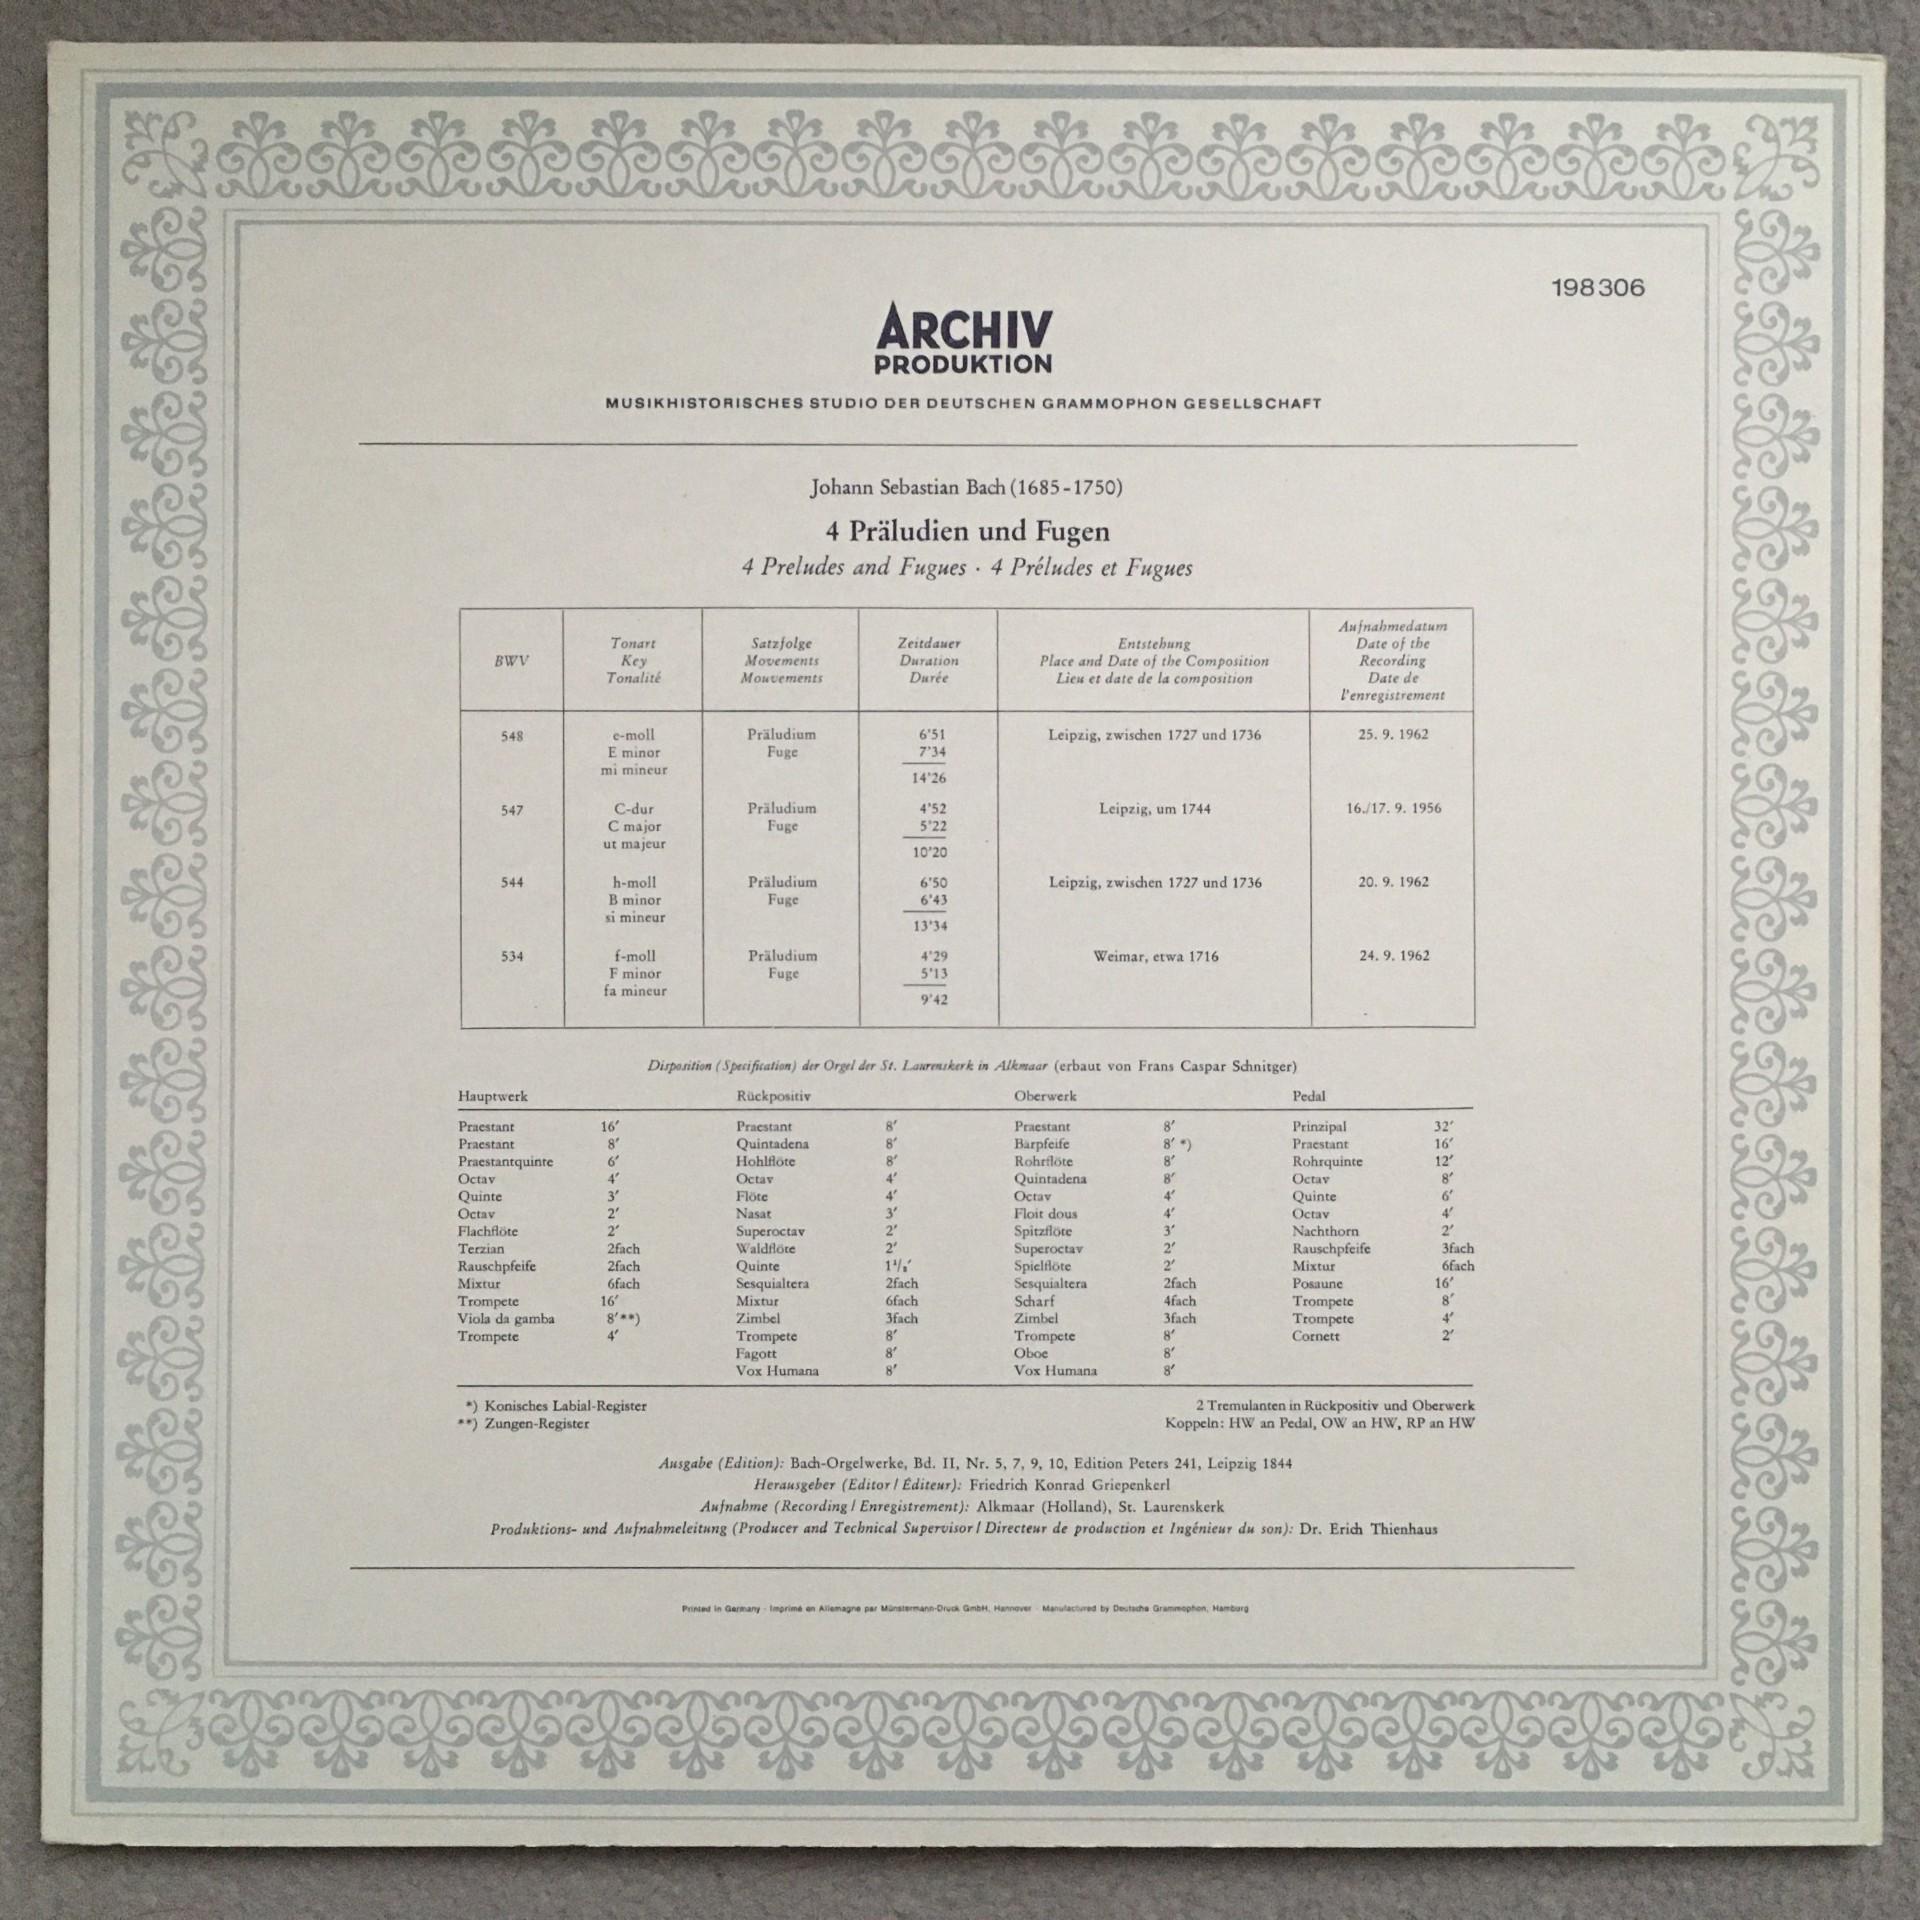 198306
ARCHIV
PRODUKTION
MUSIKHISTORISCHES STUDIO DER DEUTSCHEN GRAMMOPHON GESELLSCHAFT
Johann Sebastian Bach (1685-1750)
4 Präludien und Fugen
4 Preludes and Fugues · 4 Préludes et Fugues
BWV
Tonart
Key
Tonalité
Satzfolge
Movements
Mouvements
Zeitdauer
Duration
Durée
Entstehung
Place and Date of the Composition
Lieu et date de la composition
Aufnahmedatum
Date of the
Recording
Date de
l'enregistrement
548 e-moll Präludium 6'51 Leipzig, zwischen 1727 und 1736 25. 9. 1962
E minor Fuge 7'34
mi mineur 14'26
547 C-dur Präludium 4'52 Leipzig, um 1744 16./17. 9. 1956
C major Fuge 5'22
ut majeur 10'20
544 h-moll Präludium 6'50 Leipzig, zwischen 1727 und 1736 20. 9. 1962
B minor Fuge 6'43
si mineur 13'34
534 f-moll Präludium 4'29 Weimar, etwa 1716 24. 9. 1962
F minor Fuge 5'13
fa mineur 9'42
Disposition (Specification) der Orgel der St. Laurenskerk in Alkmaar (erbaut von Frans Caspar Schnitger)
Hauptwerk Rückpositiv Oberwerk Pedal
Praestant 16′ Praestant 8′ Praestant 8′ Prinzipal 32′
Praestant 8′ Quintadena 8′ Barpfeife 8′ *) Praestant 16′
Praestantquinte 6′ Hohlflöte 8′ Rohrflöte 8′ Rohrquinte 12′
Octav 4′ Octav 4′ Quintadena 8′ Octav 8′
Quinte 3′ Flöte 4′ Octav 4′ Quinte 6′
Octav 2′ Nasat 3′ Floit dous 4′ Octav 4′
Flachflöte 2′ Superoctav 2′ Spitzflöte 3′ Nachthorn 2′
Terzian 2fach Waldflöte 2′ Superoctav 2′ Rauschpfeife 3fach
Rauschpfeife 2fach Quinte 1¹/₂′ Spielflöte 2′ Mixtur 6fach
Mixtur 6fach Sesquialtera 2fach Sesquialtera 2fach Posaune 16′
Trompete 16′ Mixtur 6fach Scharf 4fach Trompete 8′
Viola da gamba 8′**) Zimbel 3fach Zimbel 3fach Trompete 4′
Trompete 4′ Trompete 8′ Trompete 8′ Cornett 2′
Fagott 8′ Oboe 8′
Vox Humana 8′ Vox Humana 8′
*) Konisches Labial-Register 2 Tremulanten in Rückpositiv und Oberwerk
**) Zungen-Register Koppeln: HW an Pedal, OW an HW, RP an HW
Ausgabe (Edition): Bach-Orgelwerke, Bd. II, Nr. 5, 7, 9, 10, Edition Peters 241, Leipzig 1844
Herausgeber (Editor / Éditeur): Friedrich Konrad Griepenkerl
Aufnahme (Recording / Enregistrement): Alkmaar (Holland), St. Laurenskerk
Produktions- und Aufnahmeleitung (Producer and Technical Supervisor / Directeur de production et Ingénieur du son): Dr. Erich Thienhaus
Printed in Germany · Imprimé en Allemagne par Münstermann-Druck GmbH, Hannover · Manufactured by Deutsche Grammophon, Hamburg